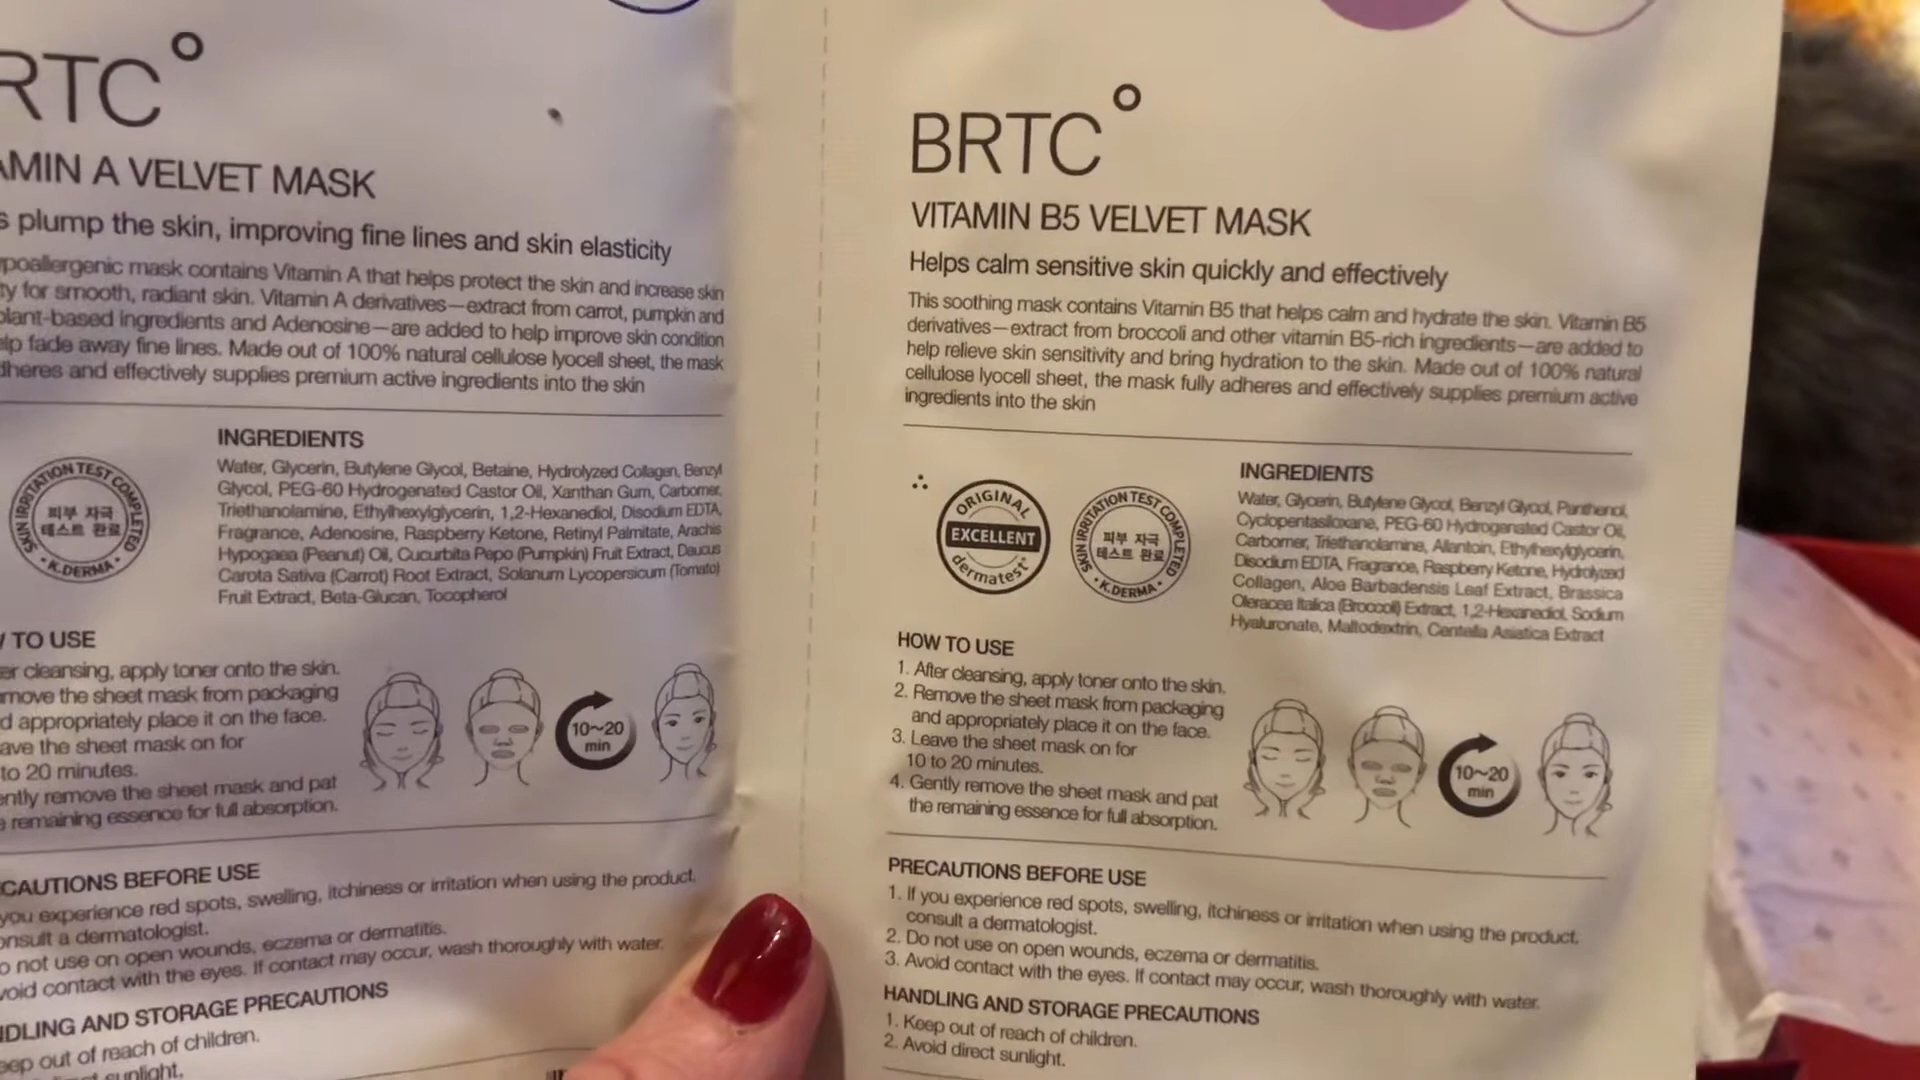 RTC°
AMIN A VELVET MASK
s plump the skin, improving fine lines and skin elasticity
poallergenic mask contains Vitamin A that helps protect the skin and increase skin
ty for smooth, radiant skin. Vitamin A derivatives—extract from carrot, pumpkin and
plant-based ingredients and Adenosine—are added to help improve skin condition
elp fade away fine lines. Made out of 100% natural cellulose lyocell sheet, the mask
dheres and effectively supplies premium active ingredients into the skin
SKIN IRRITATION TEST COMPLETED
피부 자극
테스트 완료
• K.DERMA •
INGREDIENTS
Water, Glycerin, Butylene Glycol, Betaine, Hydrolyzed Collagen, Benzyl
Glycol, PEG-60 Hydrogenated Castor Oil, Xanthan Gum, Carbomer,
Triethanolamine, Ethylhexylglycerin, 1,2-Hexanediol, Disodium EDTA,
Fragrance, Adenosine, Raspberry Ketone, Retinyl Palmitate, Arachis
Hypogaea (Peanut) Oil, Cucurbita Pepo (Pumpkin) Fruit Extract, Daucus
Carota Sativa (Carrot) Root Extract, Solanum Lycopersicum (Tomato)
Fruit Extract, Beta-Glucan, Tocopherol
TO USE
er cleansing, apply toner onto the skin.
move the sheet mask from packaging
d appropriately place it on the face.
ave the sheet mask on for
to 20 minutes.
ently remove the sheet mask and pat
e remaining essence for full absorption.
10~20
min
CAUTIONS BEFORE USE
you experience red spots, swelling, itchiness or irritation when using the product,
onsult a dermatologist.
o not use on open wounds, eczema or dermatitis.
void contact with the eyes. If contact may occur, wash thoroughly with water.
NDLING AND STORAGE PRECAUTIONS
eep out of reach of children.
sunlight.
BRTC°
VITAMIN B5 VELVET MASK
Helps calm sensitive skin quickly and effectively
This soothing mask contains Vitamin B5 that helps calm and hydrate the skin. Vitamin B5
derivatives—extract from broccoli and other vitamin B5-rich ingredients—are added to
help relieve skin sensitivity and bring hydration to the skin. Made out of 100% natural
cellulose lyocell sheet, the mask fully adheres and effectively supplies premium active
ingredients into the skin
ORIGINAL
EXCELLENT
dermatest®
SKIN IRRITATION TEST COMPLETED
피부 자극
테스트 완료
• K.DERMA •
INGREDIENTS
Water, Glycerin, Butylene Glycol, Benzyl Glycol, Panthenol,
Cyclopentasiloxane, PEG-60 Hydrogenated Castor Oil,
Carbomer, Triethanolamine, Allantoin, Ethylhexylglycerin,
Disodium EDTA, Fragrance, Raspberry Ketone, Hydrolyzed
Collagen, Aloe Barbadensis Leaf Extract, Brassica
Oleracea Italica (Broccoli) Extract, 1,2-Hexanediol, Sodium
Hyaluronate, Maltodextrin, Centella Asiatica Extract
HOW TO USE
1. After cleansing, apply toner onto the skin.
2. Remove the sheet mask from packaging
and appropriately place it on the face.
3. Leave the sheet mask on for
10 to 20 minutes.
4. Gently remove the sheet mask and pat
the remaining essence for full absorption.
10~20
min
PRECAUTIONS BEFORE USE
1. If you experience red spots, swelling, itchiness or irritation when using the product,
consult a dermatologist.
2. Do not use on open wounds, eczema or dermatitis.
3. Avoid contact with the eyes. If contact may occur, wash thoroughly with water.
HANDLING AND STORAGE PRECAUTIONS
1. Keep out of reach of children.
2. Avoid direct sunlight.